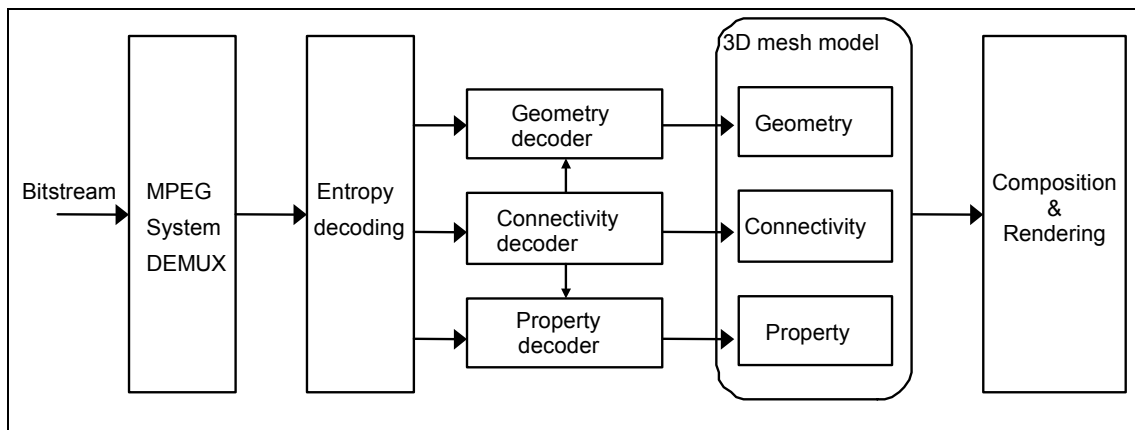 Bitstream
MPEG
System
DEMUX
Entropy
decoding
Geometry
decoder
Connectivity
decoder
Property
decoder
3D mesh model
Geometry
Connectivity
Property
Composition
&
Rendering